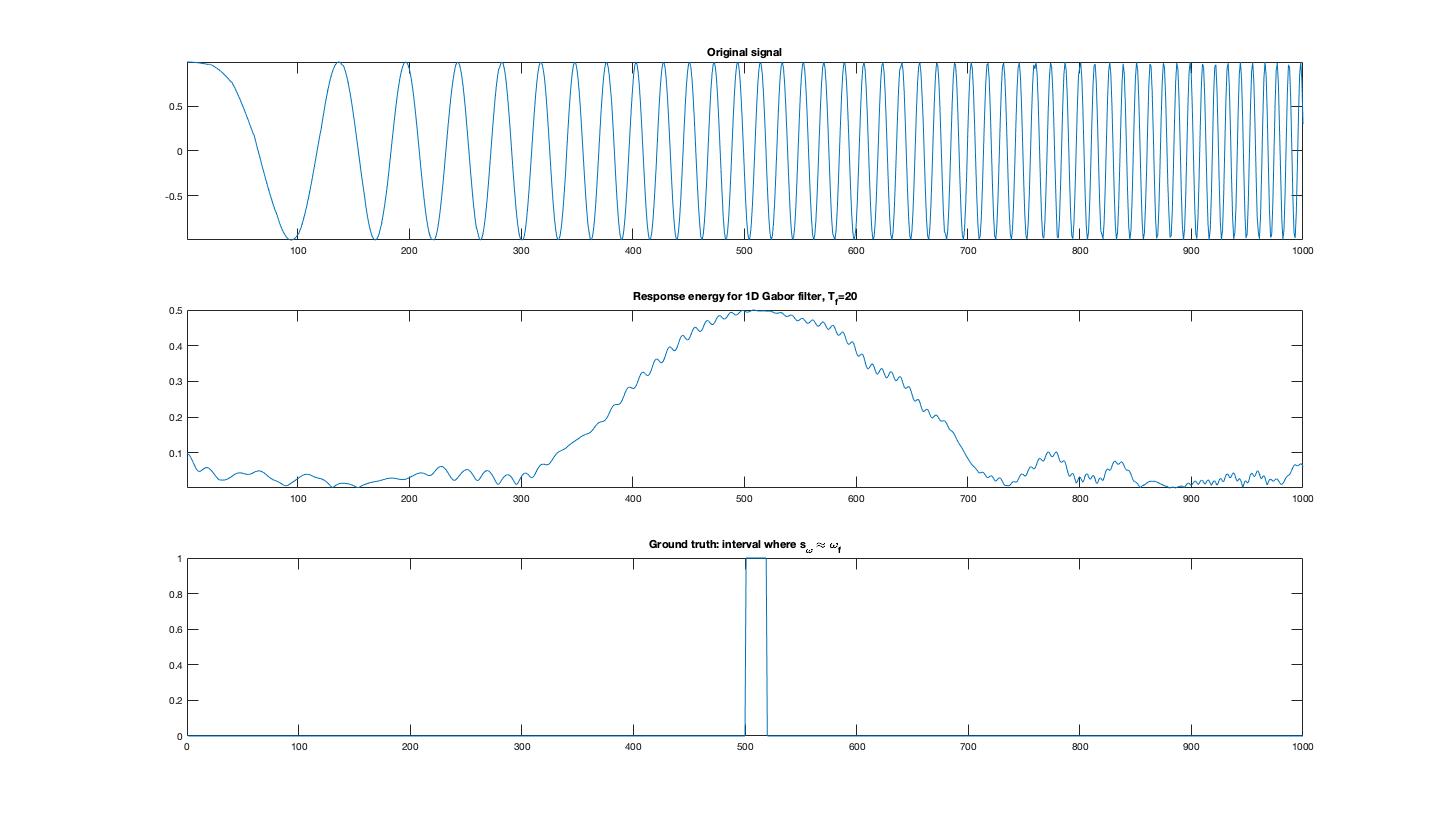 Original signal
0.5
0
-0.5
100 200 300 400 500 600 700 800 900 1000
Response energy for 1D Gabor filter, T_f=20
0.5
0.4
0.3
0.2
0.1
100 200 300 400 500 600 700 800 900 1000
Ground truth: interval where s_ω ≈ ω_f
1
0.8
0.6
0.4
0.2
0
0 100 200 300 400 500 600 700 800 900 1000